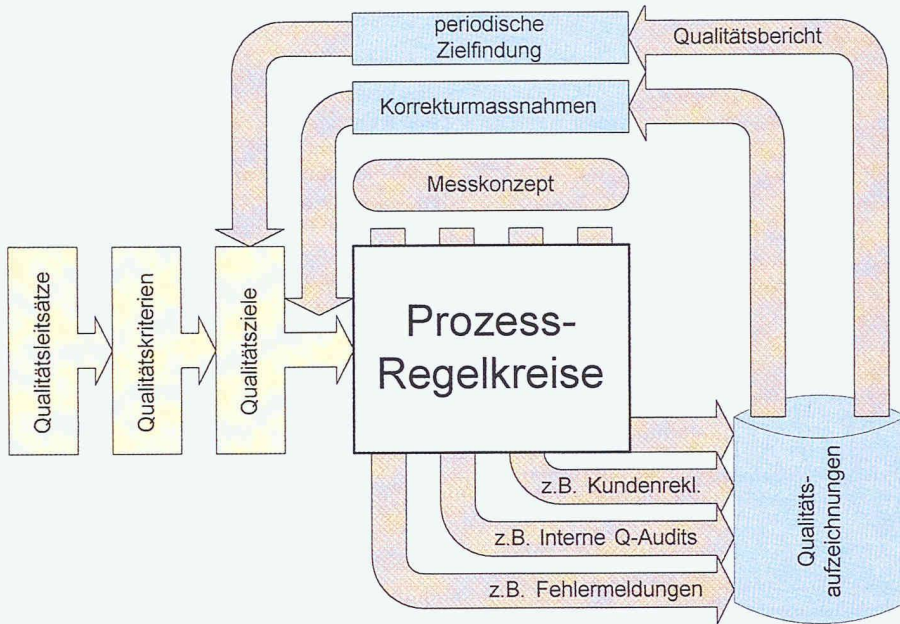 periodische
Zielfindung
Qualitätsbericht
Korrekturmassnahmen
Messkonzept
Qualitätsleitsätze
Qualitätskriterien
Qualitätsziele
Prozess-
Regelkreise
z.B. Kundenrekl.
z.B. Interne Q-Audits
z.B. Fehlermeldungen
Qualitäts-
aufzeichnungen